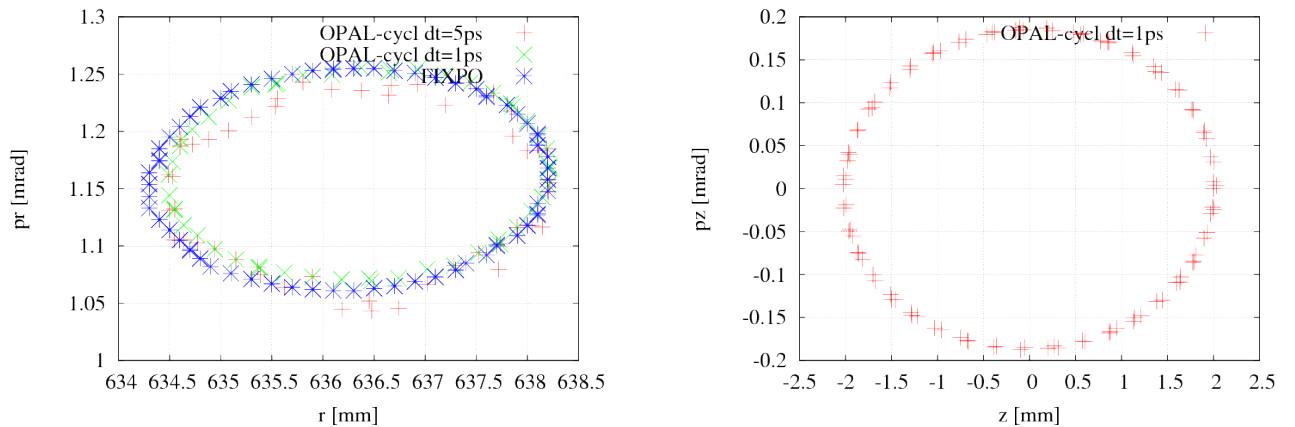 OPAL-cycl dt=5ps
OPAL-cycl dt=1ps
FIXPO
1.3
1.25
1.2
1.15
1.1
1.05
1
pr [mrad]
634 634.5 635 635.5 636 636.5 637 637.5 638 638.5
r [mm]
OPAL-cycl dt=1ps
0.2
0.15
0.1
0.05
0
-0.05
-0.1
-0.15
-0.2
pz [mrad]
-2.5 -2 -1.5 -1 -0.5 0 0.5 1 1.5 2 2.5
z [mm]